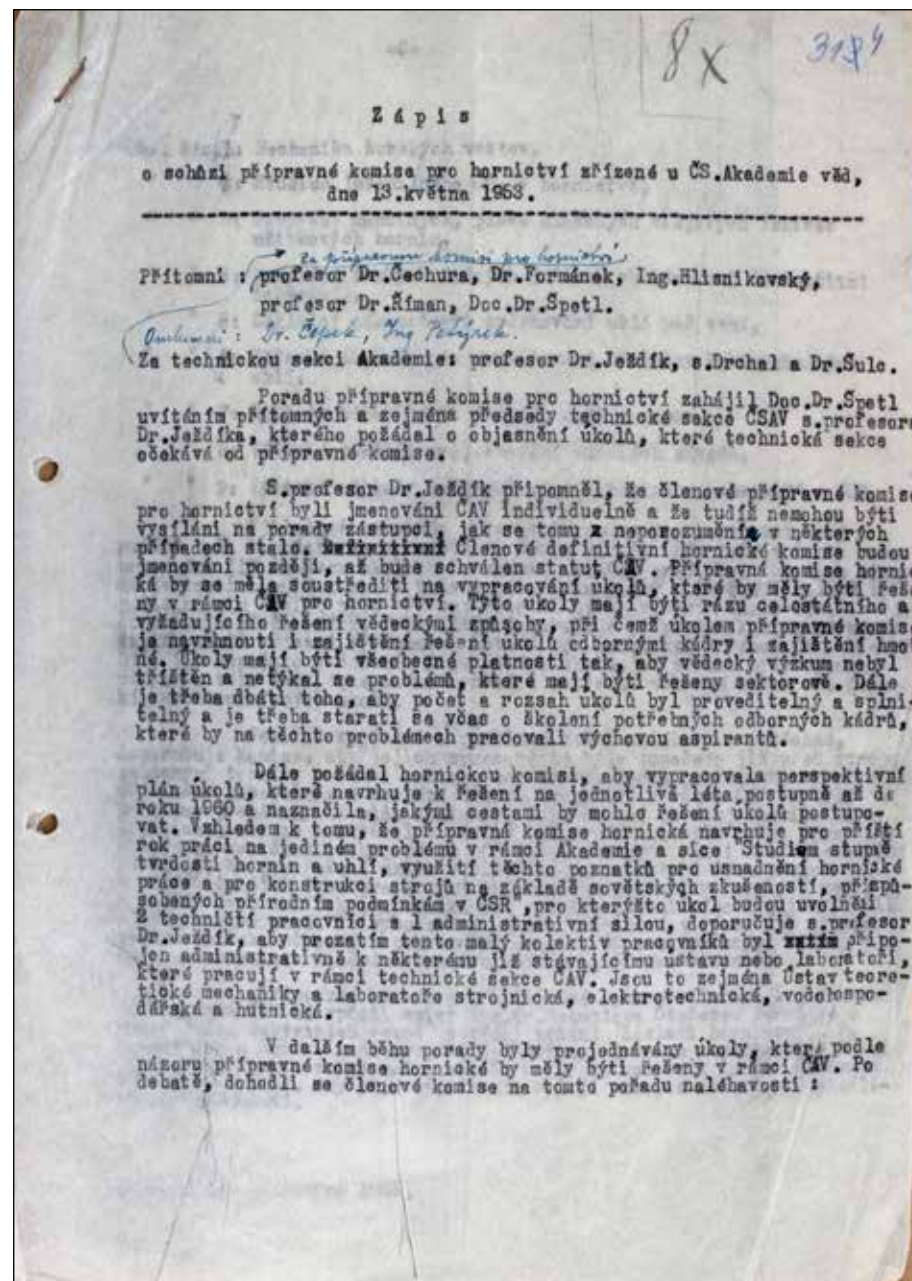 8x 3184
Zápis
o schůzi přípravné komise pro hornictví zřízené u ČS.Akademie věd,
dne 13.května 1953.
za přípravnou komisi pro hornictví
Přítomni : profesor Dr.Čechura, Dr.Formánek, Ing.Hlisnikovský,
profesor Dr.Říman, Doc.Dr.Špetl.
Omluveni : Dr. Čepek, Ing
Za technickou sekci Akademie: profesor Dr.Ježdík, s.Drchal a Dr.Šulc.
Poradu přípravné komise pro hornictví zahájil Doc.Dr.Špetl
uvítáním přítomných a zejména předsedy technické sekce ČSAV s.profesora
Dr.Ježdíka, kterého požádal o objasnění úkolů, které technická sekce
očekává od přípravné komise.
S.profesor Dr.Ježdík připomněl, že členové přípravné komise
pro hornictví byli jmenováni ČAV individuelně a že tudíž nemohou býti
vysíláni na porady zástupci, jak se tomu z neporozumění v některých
případech stalo. Členové definitivní hornické komise budou
jmenováni později, až bude schválen statut ČAV. Přípravná komise hornic
ká by se měla soustřediti na vypracování úkolů, které by měly býti řeše
ny v rámci ČAV pro hornictví. Tyto úkoly mají býti rázu celostátního a
vyžadujícího řešení vědeckými způsoby, při čemž úkolem přípravné komise
je navrhnouti i zajištění řešení úkolů odbornými kádry i zajištění hmot
né. Úkoly mají býti všeobecné platnosti tak, aby vědecký výzkum nebyl
tříštěn a netýkal se problémů, které mají býti řešeny sektorově. Dále
je třeba dbáti toho, aby počet a rozsah úkolů byl proveditelný a splni-
telný a je třeba starati se včas o školení potřebných odborných kádrů,
které by na těchto problémech pracovali výchovou aspirantů.
Dále požádal hornickou komisi, aby vypracovala perspektivní
plán úkolů, které navrhuje k řešení na jednotlivá léta postupně až do
roku 1960 a naznačila, jakými cestami by mohlo řešení úkolů postupo-
vat. Vzhledem k tomu, že přípravná komise hornická navrhuje pro příští
rok práci na jediném problému v rámci Akademie a sice "Studiem stupně
tvrdosti hornin a uhlí, využití těchto poznatků pro usnadnění hornické
práce a pro konstrukci strojů na základě sovětských zkušeností, přizpů-
sobených přírodním podmínkám v ČSR",pro kterýžto úkol budou uvolněni
2 techničtí pracovníci s 1 administrativní silou, doporučuje s.profesor
Dr.Ježdík, aby prozatím tento malý kolektiv pracovníků byl připo-
jen administrativně k některému již stávajícímu ústavu nebo laboratoři,
které pracují v rámci technické sekce ČAV. Jsou to zejména Ústav teore-
tické mechaniky a laboratoře strojnická, elektrotechnická, vodohospo-
dářská a hutnická.
V dalším běhu porady byly projednávány úkoly, které podle
názoru přípravné komise hornické by měly býti řešeny v rámci ČAV. Po
debatě, dohodli se členové komise na tomto pořadu naléhavosti :